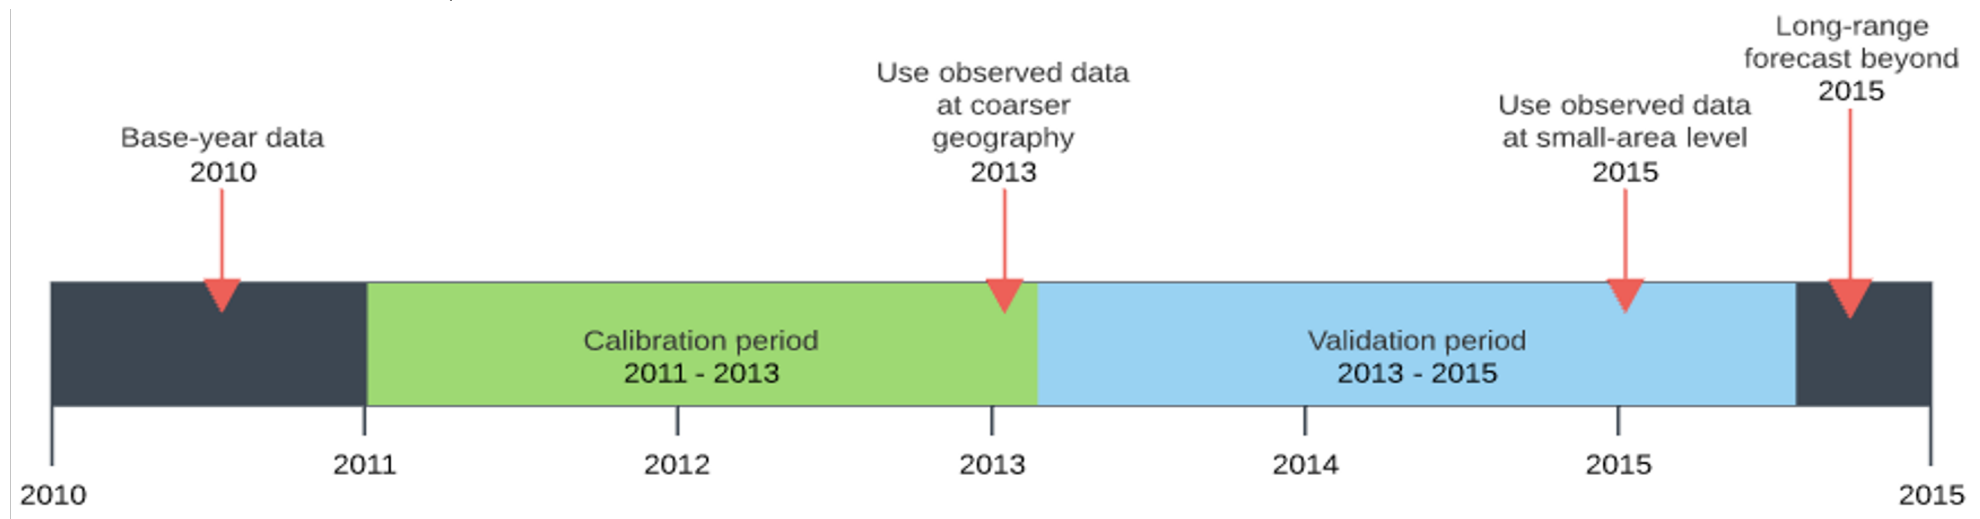 Long-range
forecast beyond
2015
Use observed data
at coarser
geography
2013
Use observed data
at small-area level
2015
Base-year data
2010
Calibration period
2011 - 2013
Validation period
2013 - 2015
2010
2011
2012
2013
2014
2015
2015